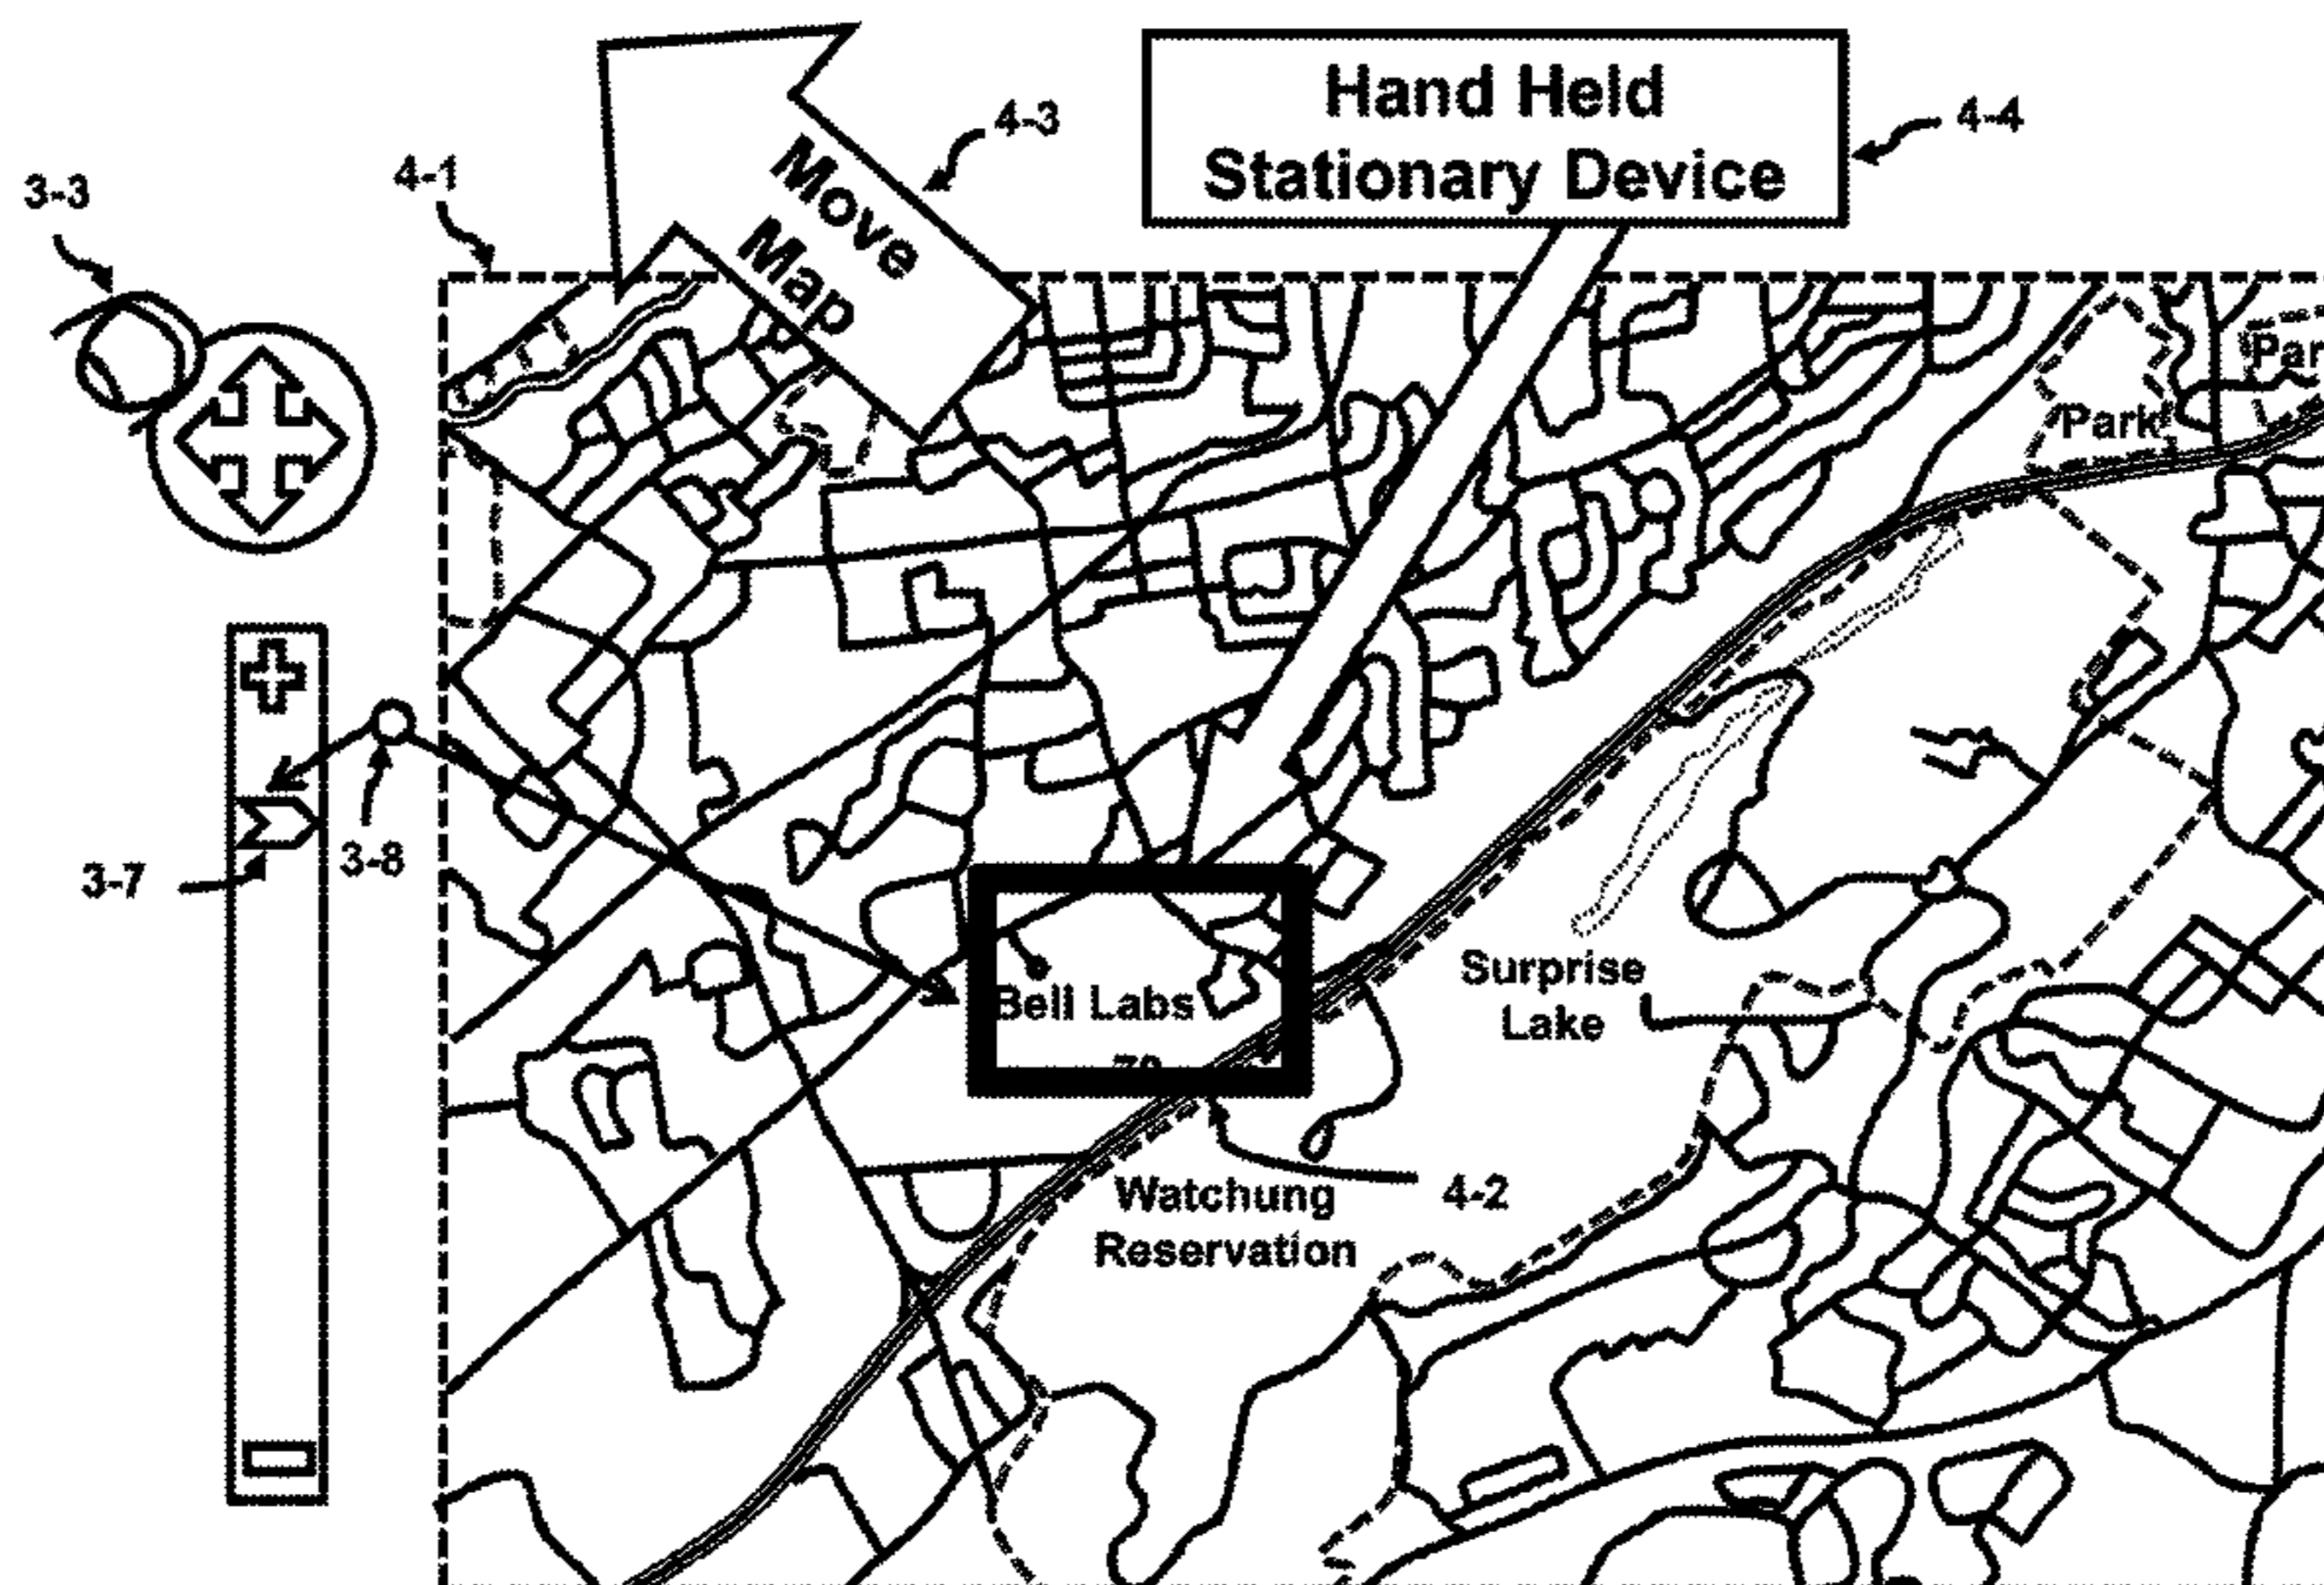 Hand Held
Stationary Device
4-4
4-3
Move
Map
4-1
3-3
Park
3-8
3-7
Bell Labs
Surprise
Lake
Watchung
Reservation
4-2